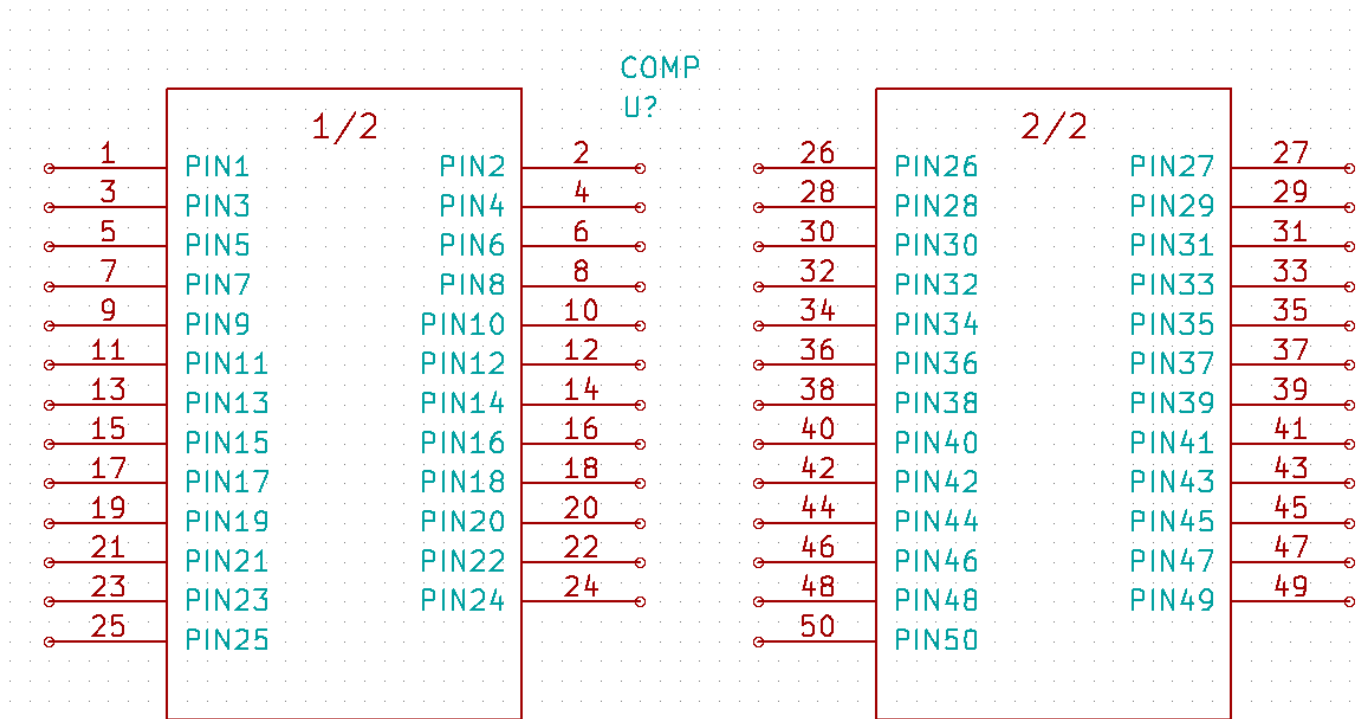 COMP
U?
1/2
1 PIN1 PIN2 2
3 PIN3 PIN4 4
5 PIN5 PIN6 6
7 PIN7 PIN8 8
9 PIN9 PIN10 10
11 PIN11 PIN12 12
13 PIN13 PIN14 14
15 PIN15 PIN16 16
17 PIN17 PIN18 18
19 PIN19 PIN20 20
21 PIN21 PIN22 22
23 PIN23 PIN24 24
25 PIN25
2/2
26 PIN26 PIN27 27
28 PIN28 PIN29 29
30 PIN30 PIN31 31
32 PIN32 PIN33 33
34 PIN34 PIN35 35
36 PIN36 PIN37 37
38 PIN38 PIN39 39
40 PIN40 PIN41 41
42 PIN42 PIN43 43
44 PIN44 PIN45 45
46 PIN46 PIN47 47
48 PIN48 PIN49 49
50 PIN50